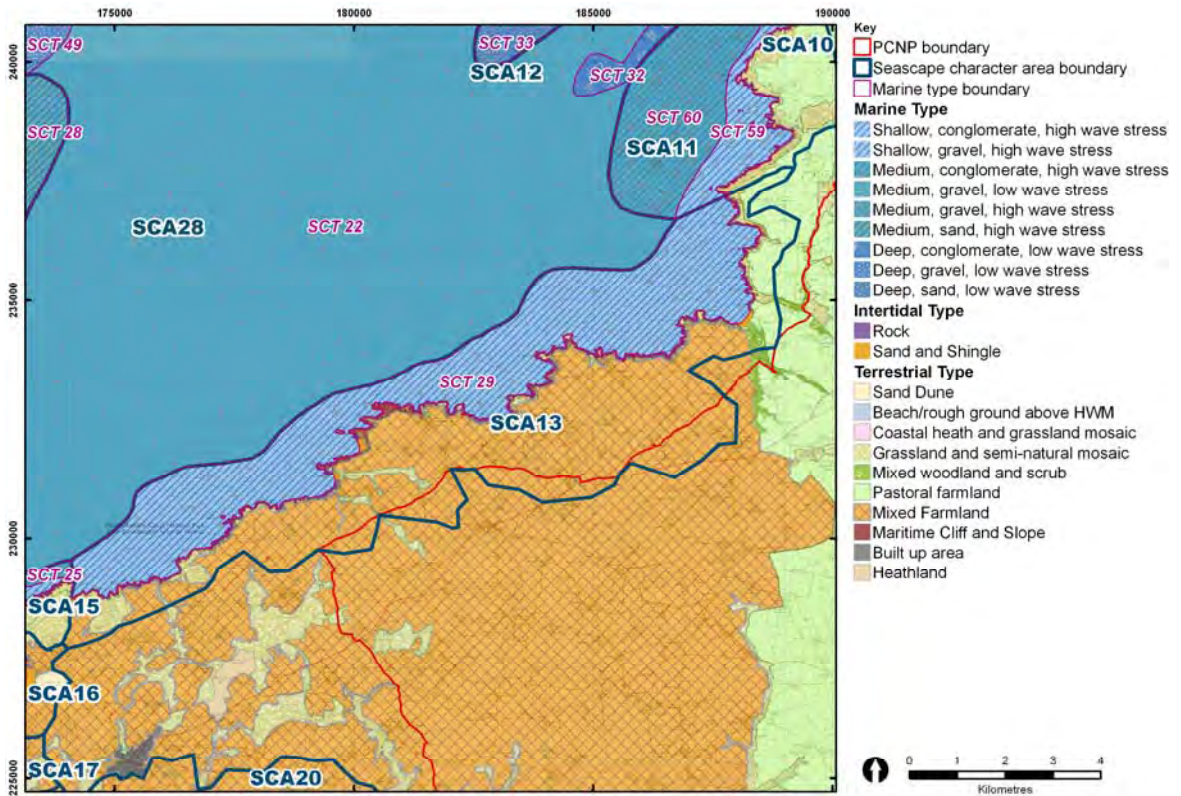 175000 180000 185000 190000
240000
235000
230000
225000
SCT 49
SCT 33
SCA10
SCA12
SCT 32
SCT 28
SCT 60
SCT 59
SCA11
SCA28
SCT 22
SCT 29
SCA13
SCT 25
SCA15
SCA16
SCA17
SCA20
Key
PCNP boundary
Seascape character area boundary
Marine type boundary
Marine Type
Shallow, conglomerate, high wave stress
Shallow, gravel, high wave stress
Medium, conglomerate, high wave stress
Medium, gravel, low wave stress
Medium, gravel, high wave stress
Medium, sand, high wave stress
Deep, conglomerate, low wave stress
Deep, gravel, low wave stress
Deep, sand, low wave stress
Intertidal Type
Rock
Sand and Shingle
Terrestrial Type
Sand Dune
Beach/rough ground above HWM
Coastal heath and grassland mosaic
Grassland and semi-natural mosaic
Mixed woodland and scrub
Pastoral farmland
Mixed Farmland
Maritime Cliff and Slope
Built up area
Heathland
0 1 2 3 4
Kilometres